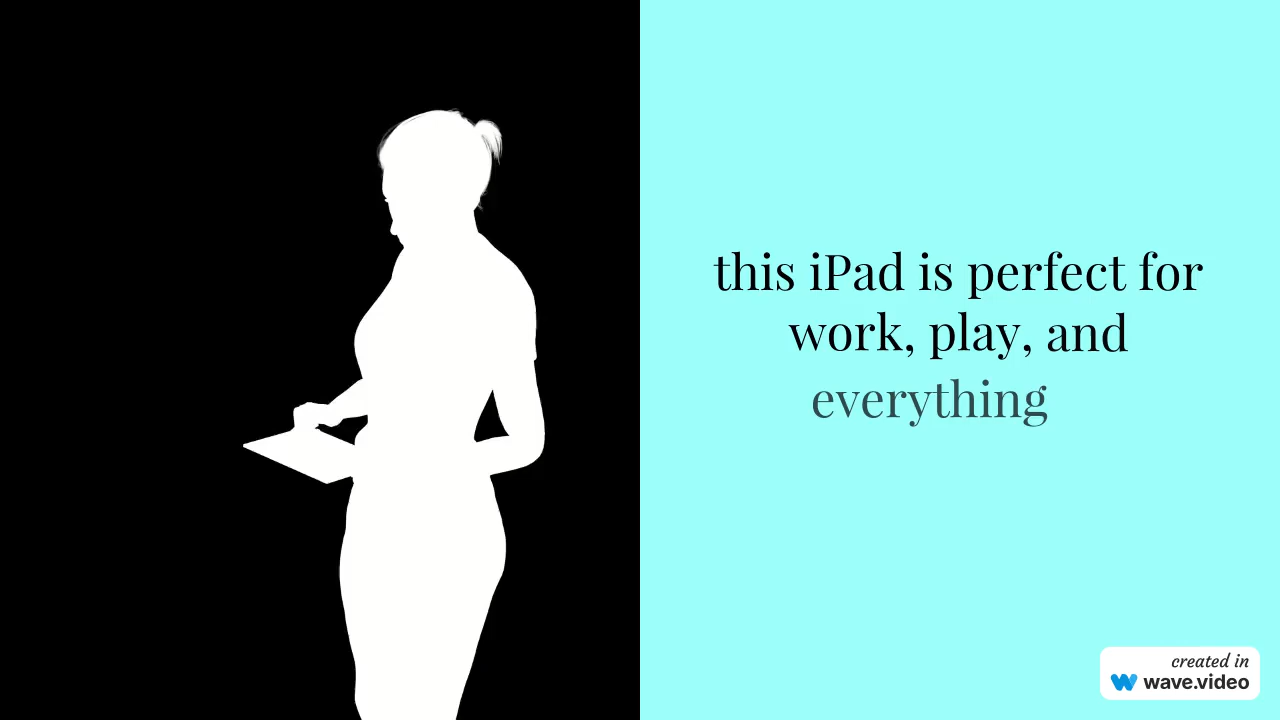 this iPad is perfect for
work, play, and
everything
created in
wave.video